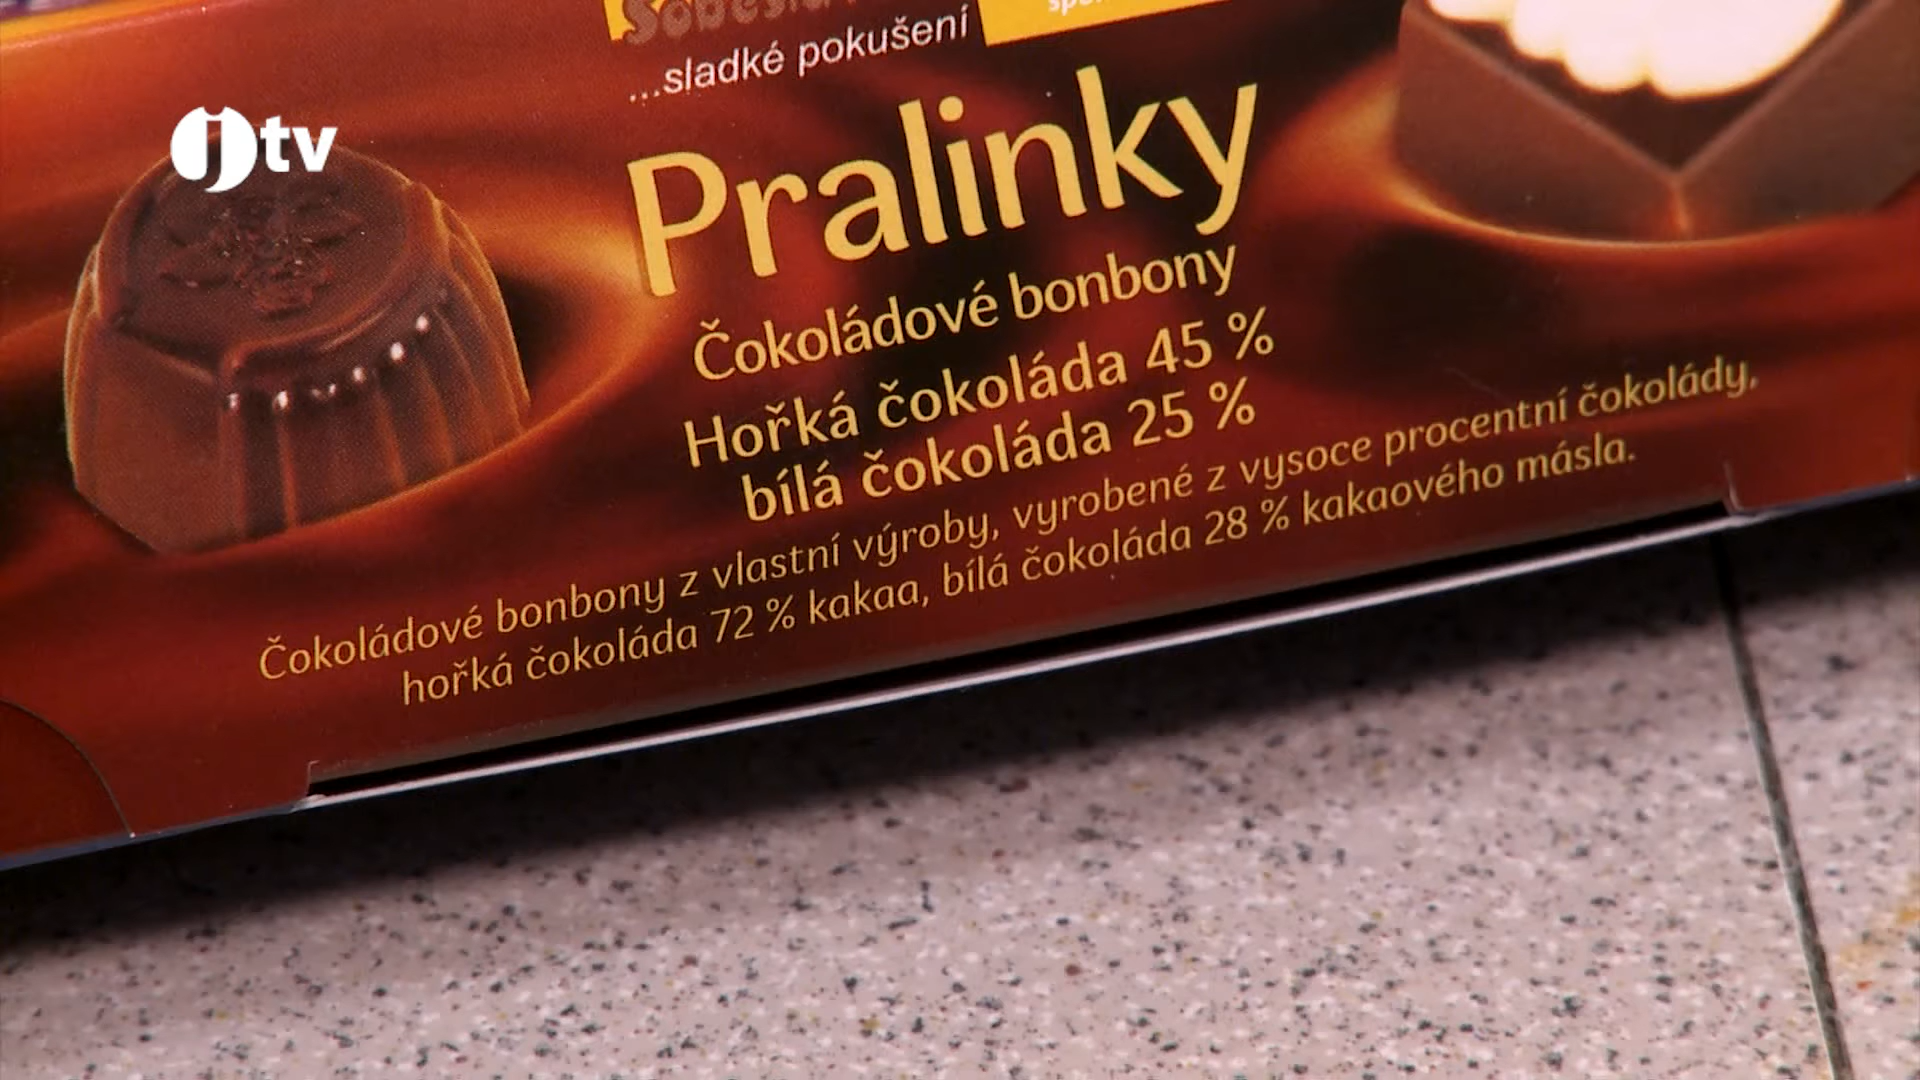 ...sladké pokušení
jtv
Pralinky
Čokoládové bonbony
Hořká čokoláda 45 %
bílá čokoláda 25 %
Čokoládové bonbony z vlastní výroby, vyrobené z vysoce procentní čokolády,
hořká čokoláda 72 % kakaa, bílá čokoláda 28 % kakaového másla.